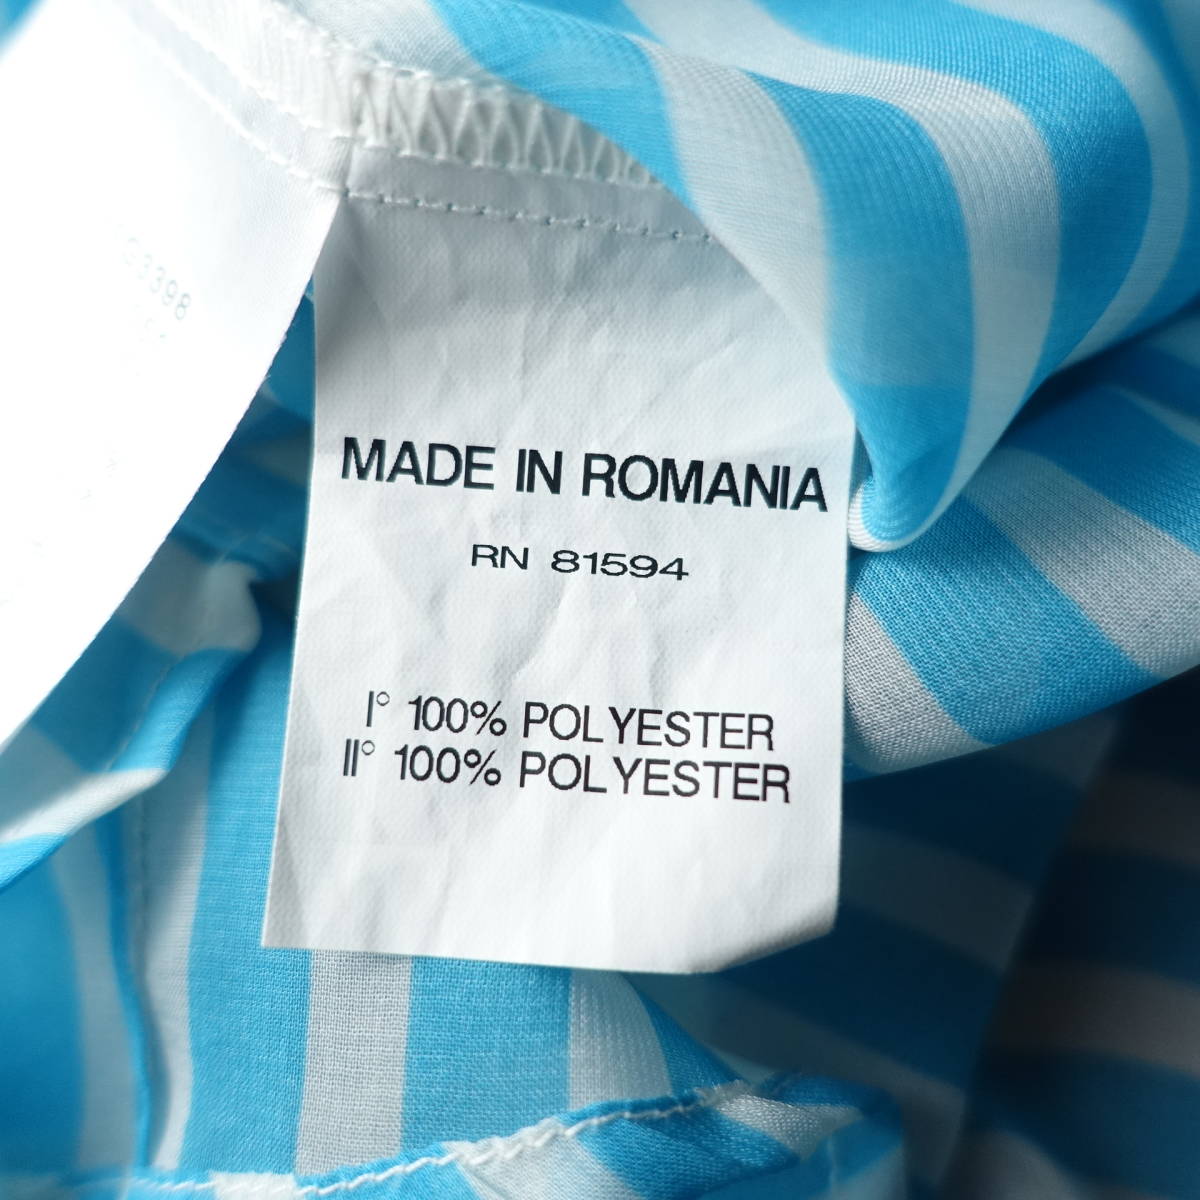 MADE IN ROMANIA
RN 81594
I° 100% POLYESTER
II° 100% POLYESTER